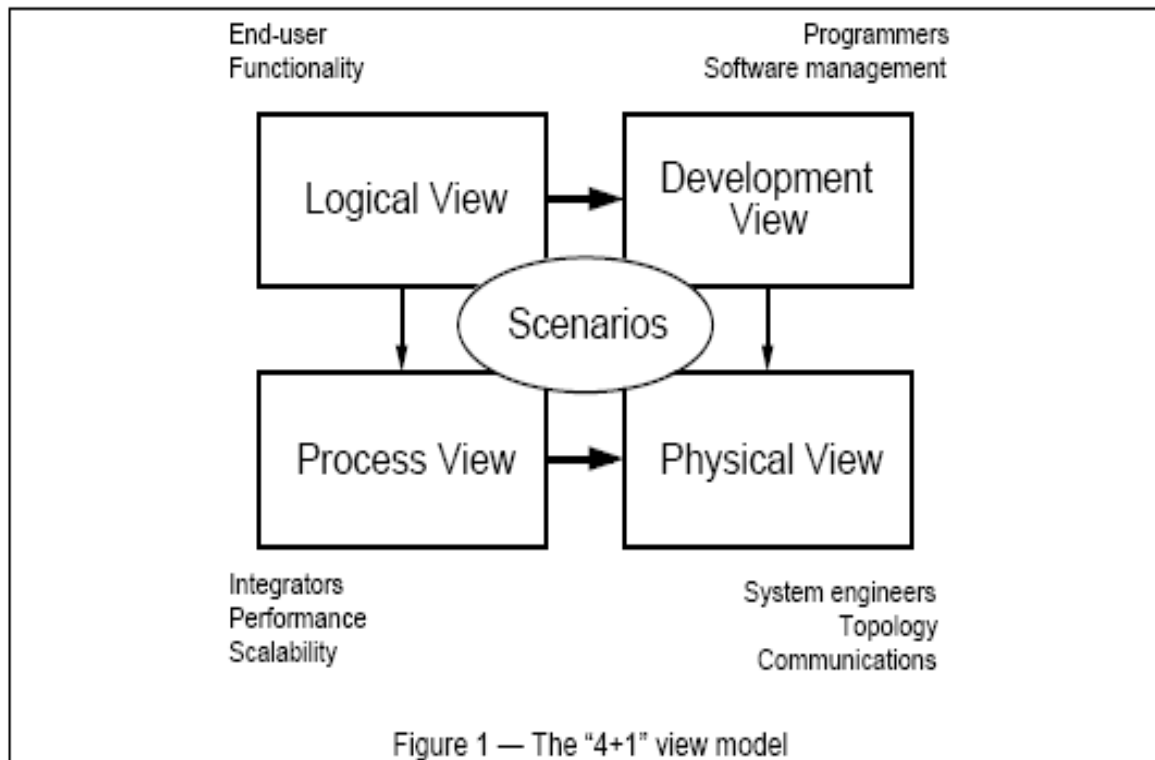 End-user
Functionality
Programmers
Software management
Logical View
Development
View
Scenarios
Process View
Physical View
Integrators
Performance
Scalability
System engineers
Topology
Communications
Figure 1 — The “4+1” view model